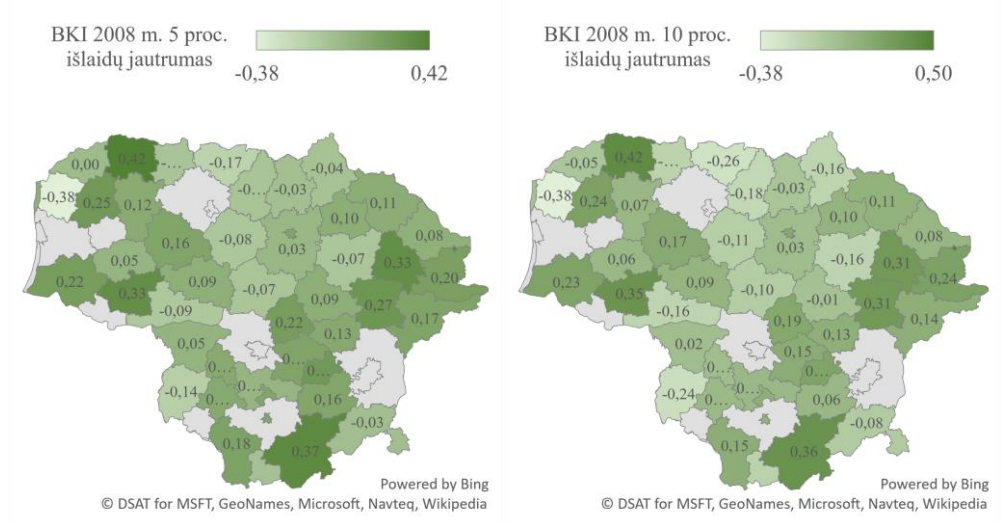 BKI 2008 m. 5 proc.
išlaidų jautrumas
-0,38 0,42
0,00 0,42 -... -0,17 -0,04
-0,38 0,25 0,12 -0... -0,03 0,11
0,10
0,16 -0,08 0,03 0,08
0,05 -0,07 0,33 0,20
0,22 0,33 0,09 -0,07 0,09 0,27
-0,09 0,22 0,13 0,17
0,05 0... 0...
-0,14 0... 0... 0,16
-0,03
0,18 0,37
Powered by Bing
© DSAT for MSFT, GeoNames, Microsoft, Navteq, Wikipedia
BKI 2008 m. 10 proc.
išlaidų jautrumas
-0,38 0,50
-0,05 0,42 -... -0,26 -0,16
-0,38 0,24 0,07 -0,18 -0,03 0,11
0,10
0,17 -0,11 0,03 0,08
0,06 -0,16 0,31 0,24
0,23 0,35 0,09 -0,10 -0,01 0,31
-0,16 0,19 0,13 0,14
0,02 0,15
0... 0...
-0,24 0... 0... 0,06
-0,08
0,15 0,36
Powered by Bing
© DSAT for MSFT, GeoNames, Microsoft, Navteq, Wikipedia